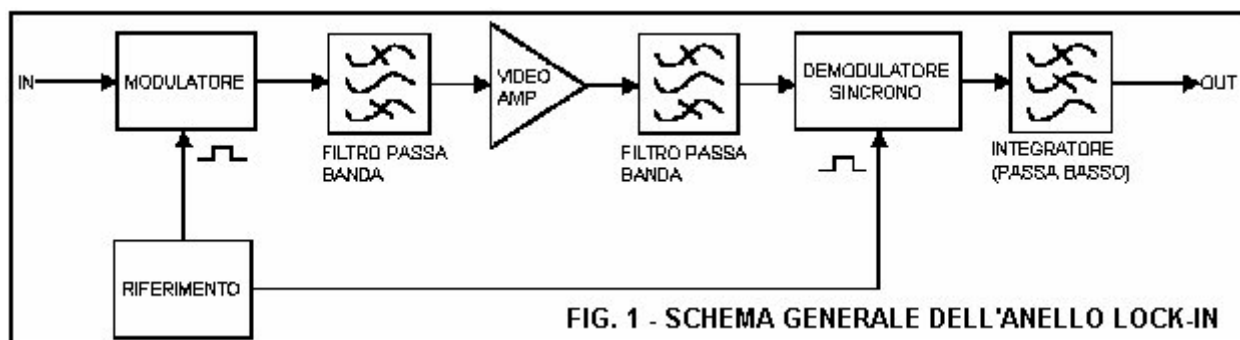 IN
MODULATORE
FILTRO PASSA
BANDA
VIDEO
AMP
FILTRO PASSA
BANDA
DEMODULATORE
SINCRONO
INTEGRATORE
(PASSA BASSO)
OUT
RIFERIMENTO
FIG. 1 - SCHEMA GENERALE DELL'ANELLO LOCK-IN